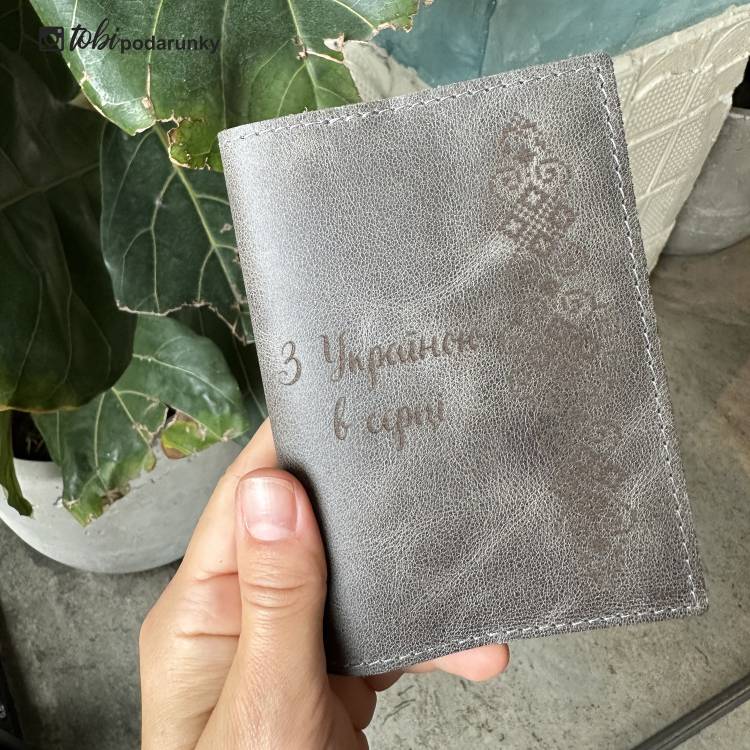 tobi podarunky
З Україною
в серці